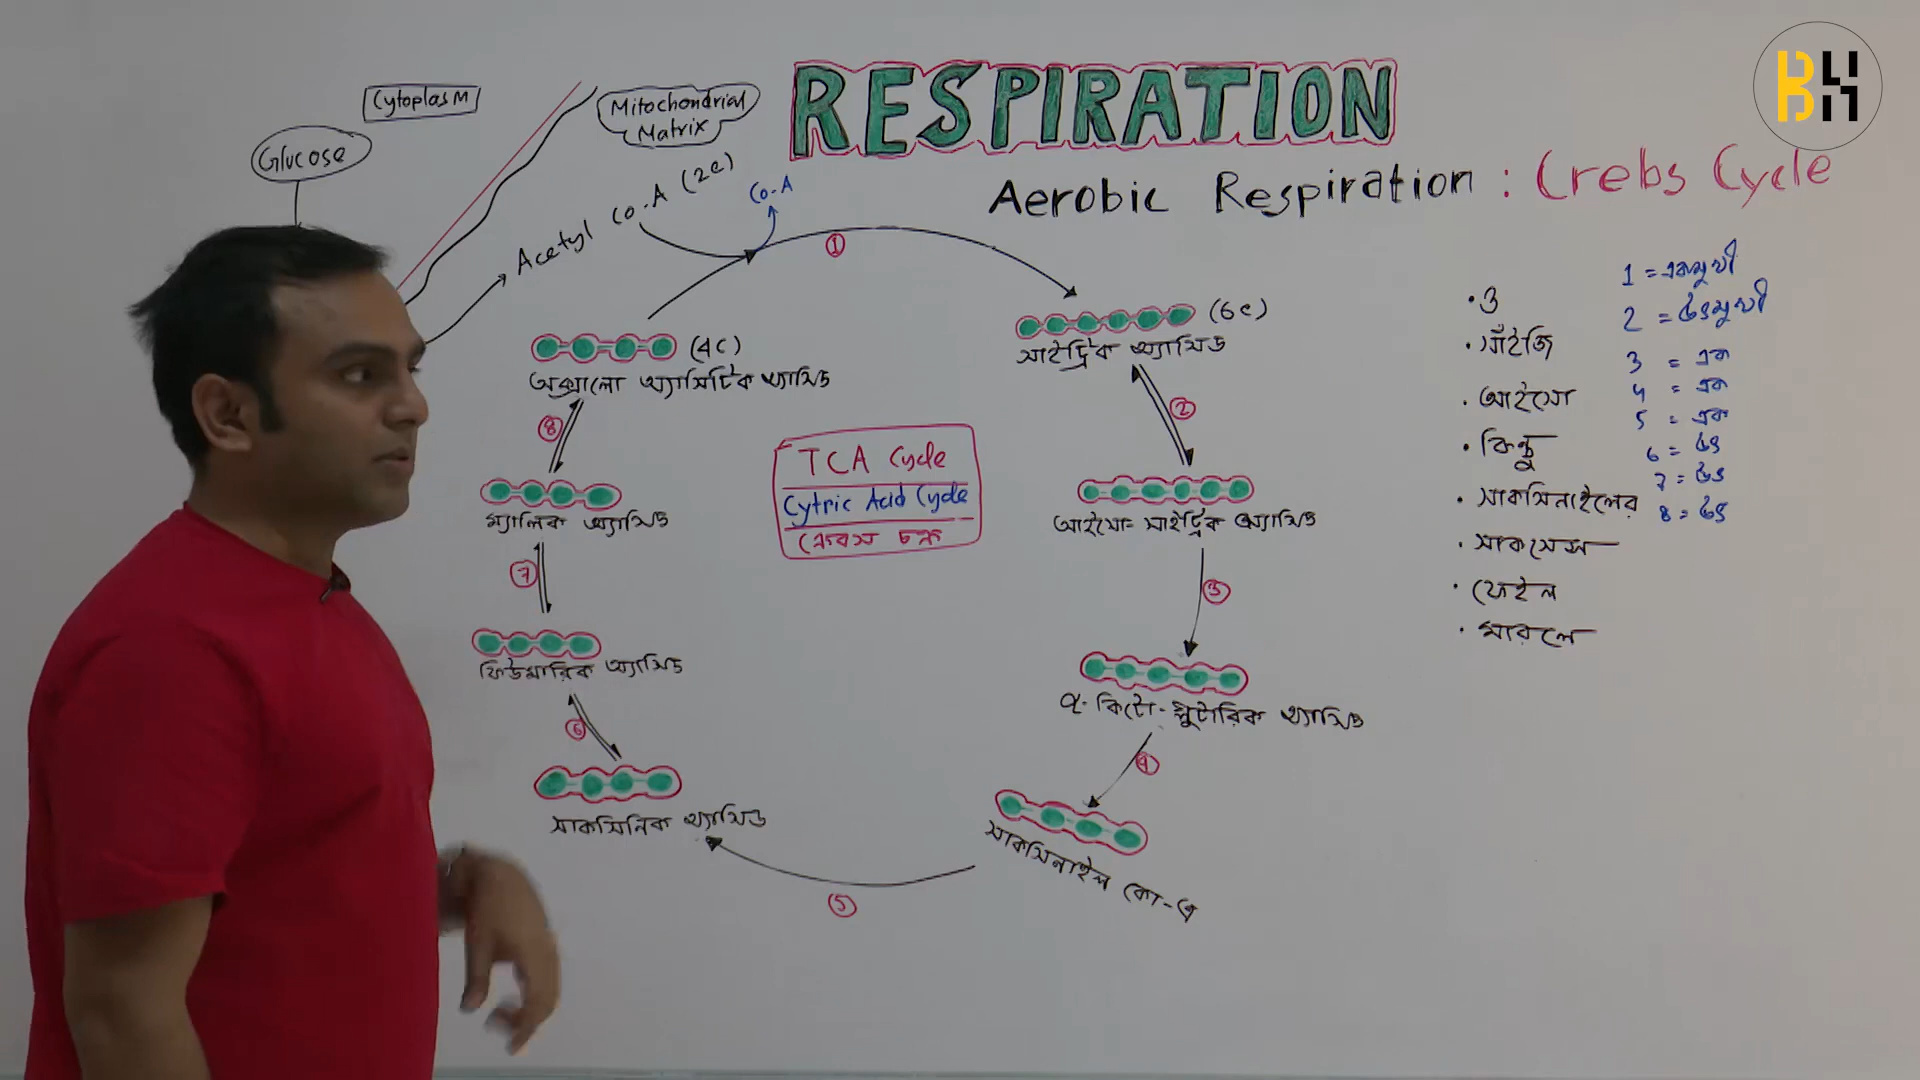 BH
RESPIRATION
Aerobic Respiration : Crebs Cycle
Cytoplasm
Mitochondrial
Matrix
Glucose
Acetyl Co-A (2c)
Co-A
1
(4c)
অক্সালো অ্যাসিটিক অ্যাসিড
(6c)
সাইট্রিক অ্যাসিড
2
আইসো-সাইট্রিক অ্যাসিড
3
α-কিটো-গ্লুটারিক অ্যাসিড
4
সাকসিনাইল কো-এ
5
সাকসিনিক অ্যাসিড
6
ফিউমারিক অ্যাসিড
7
ম্যালিক অ্যাসিড
8
TCA Cycle
Cytric Acid Cycle
ক্রেবস চক্র
• ও
• সাঁইজি
• আইসো
• কিন্তু
• সাকসিনাইলের
• সাকসেস
• ফেইল
• মারলে
1 = একমুখী
2 = উভমুখী
3 = এক
4 = এক
5 = এক
6 = উভ
7 = উভ
8 = উভ